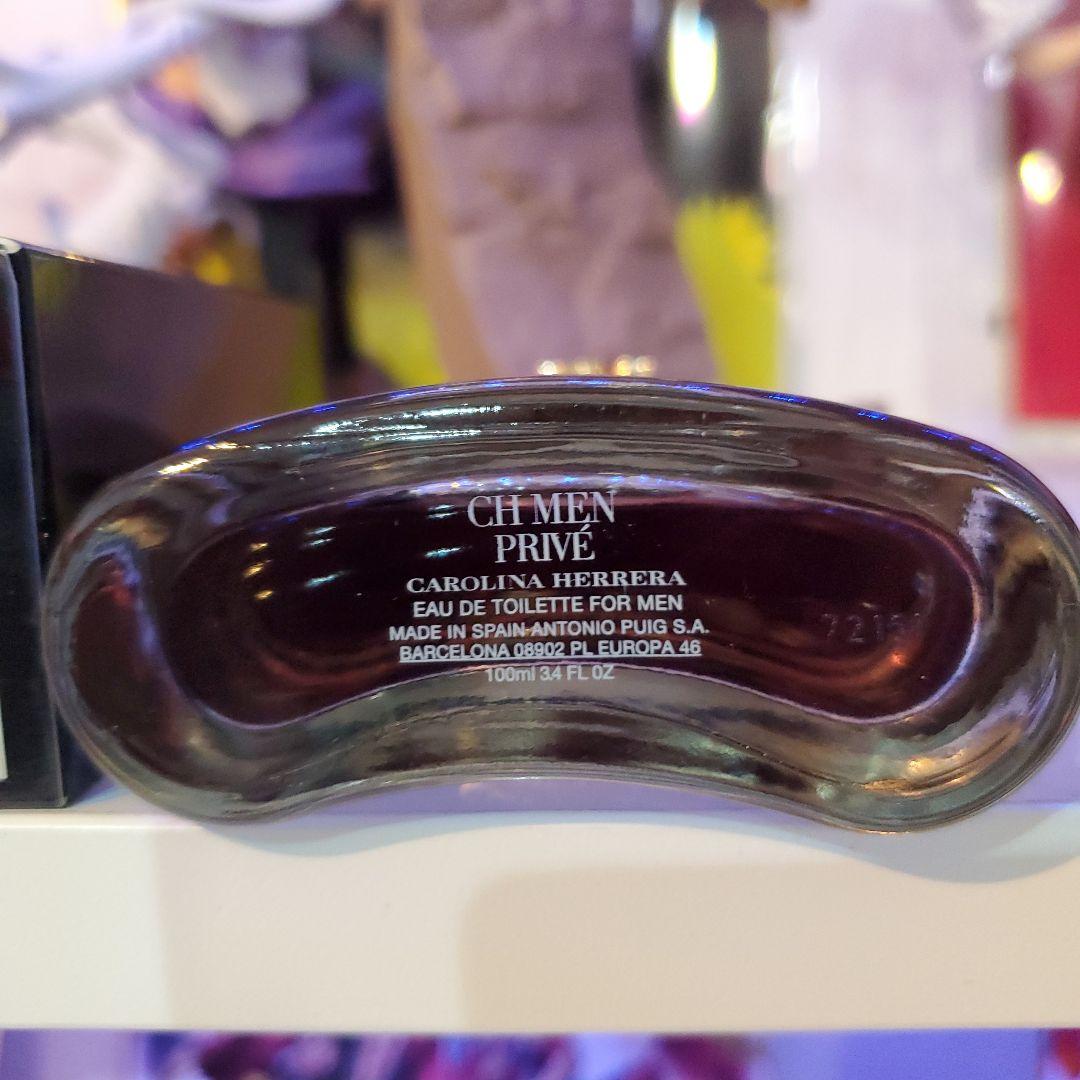 CH MEN
PRIVÉ
CAROLINA HERRERA
EAU DE TOILETTE FOR MEN
MADE IN SPAIN-ANTONIO PUIG S.A.
BARCELONA 08902 PL EUROPA 46
100ml 3.4 FL 0Z